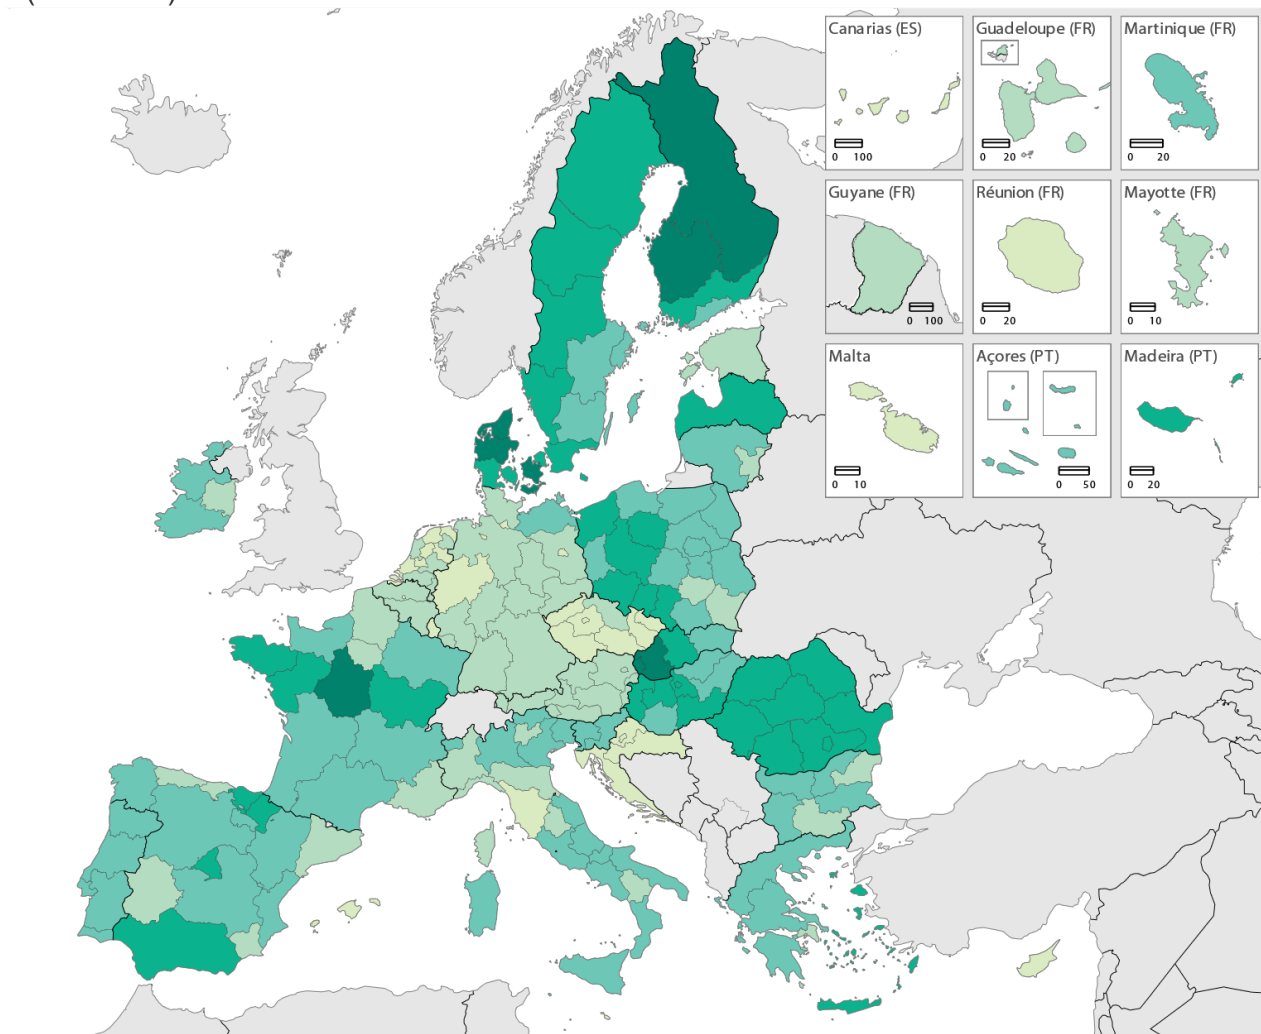 Canarias (ES)
0 100
Guadeloupe (FR)
0 20
Martinique (FR)
0 20
Guyane (FR)
0 100
Réunion (FR)
0 20
Mayotte (FR)
0 10
Malta
0 10
Açores (PT)
0 50
Madeira (PT)
0 20